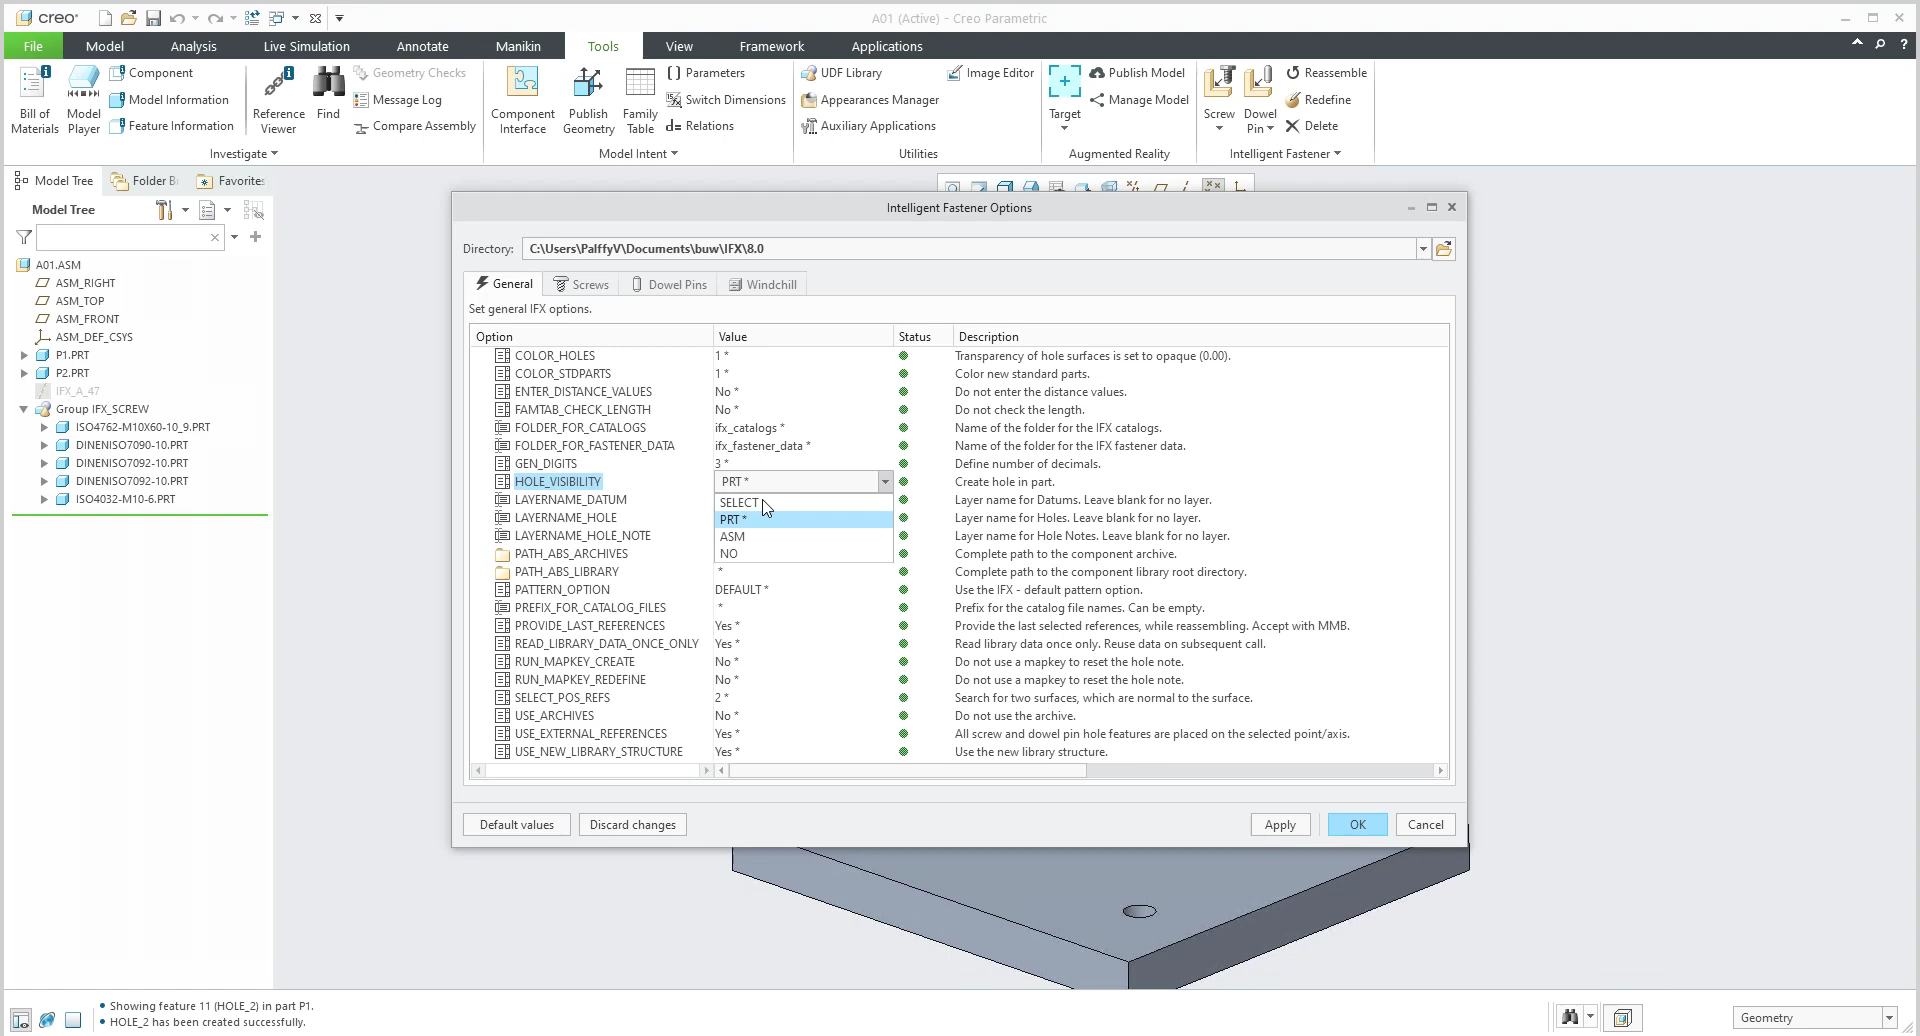 creo
A01 (Active) - Creo Parametric
File Model Analysis Live Simulation Annotate Manikin Tools View Framework Applications
Bill of Materials
Model Player
Component
Model Information
Feature Information
Reference Viewer
Find
Geometry Checks
Message Log
Compare Assembly
Investigate
Component Interface
Publish Geometry
Family Table
Parameters
Switch Dimensions
Relations
Model Intent
UDF Library
Appearances Manager
Auxiliary Applications
Image Editor
Utilities
Target
Publish Model
Manage Model
Augmented Reality
Screw
Dowel Pin
Reassemble
Redefine
Delete
Intelligent Fastener
Model Tree Folder Br Favorites
Model Tree
A01.ASM
ASM_RIGHT
ASM_TOP
ASM_FRONT
ASM_DEF_CSYS
P1.PRT
P2.PRT
IFX_A_47
Group IFX_SCREW
ISO4762-M10X60-10_9.PRT
DINENISO7090-10.PRT
DINENISO7092-10.PRT
DINENISO7092-10.PRT
ISO4032-M10-6.PRT
Intelligent Fastener Options
Directory: C:\Users\PalffyV\Documents\buw\IFX\8.0
General Screws Dowel Pins Windchill
Set general IFX options.
Option Value Status Description
COLOR_HOLES 1 * Transparency of hole surfaces is set to opaque (0.00).
COLOR_STDPARTS 1 * Color new standard parts.
ENTER_DISTANCE_VALUES No * Do not enter the distance values.
FAMTAB_CHECK_LENGTH No * Do not check the length.
FOLDER_FOR_CATALOGS ifx_catalogs * Name of the folder for the IFX catalogs.
FOLDER_FOR_FASTENER_DATA ifx_fastener_data * Name of the folder for the IFX fastener data.
GEN_DIGITS 3 * Define number of decimals.
HOLE_VISIBILITY PRT * Create hole in part.
LAYERNAME_DATUM SELECT Layer name for Datums. Leave blank for no layer.
LAYERNAME_HOLE PRT * Layer name for Holes. Leave blank for no layer.
LAYERNAME_HOLE_NOTE ASM Layer name for Hole Notes. Leave blank for no layer.
PATH_ABS_ARCHIVES NO Complete path to the component archive.
PATH_ABS_LIBRARY * Complete path to the component library root directory.
PATTERN_OPTION DEFAULT * Use the IFX - default pattern option.
PREFIX_FOR_CATALOG_FILES * Prefix for the catalog file names. Can be empty.
PROVIDE_LAST_REFERENCES Yes * Provide the last selected references, while reassembling. Accept with MMB.
READ_LIBRARY_DATA_ONCE_ONLY Yes * Read library data once only. Reuse data on subsequent call.
RUN_MAPKEY_CREATE No * Do not use a mapkey to reset the hole note.
RUN_MAPKEY_REDEFINE No * Do not use a mapkey to reset the hole note.
SELECT_POS_REFS 2 * Search for two surfaces, which are normal to the surface.
USE_ARCHIVES No * Do not use the archive.
USE_EXTERNAL_REFERENCES Yes * All screw and dowel pin hole features are placed on the selected point/axis.
USE_NEW_LIBRARY_STRUCTURE Yes * Use the new library structure.
Default values Discard changes Apply OK Cancel
• Showing feature 11 (HOLE_2) in part P1.
• HOLE_2 has been created successfully.
Geometry